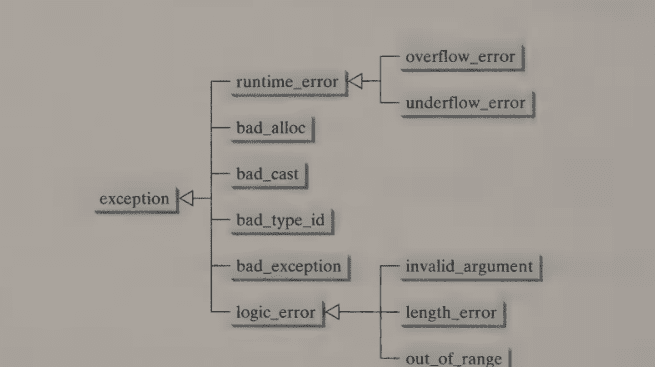 overflow_error
runtime_error
underflow_error
bad_alloc
bad_cast
exception
bad_type_id
bad_exception
invalid_argument
logic_error
length_error
out_of_range